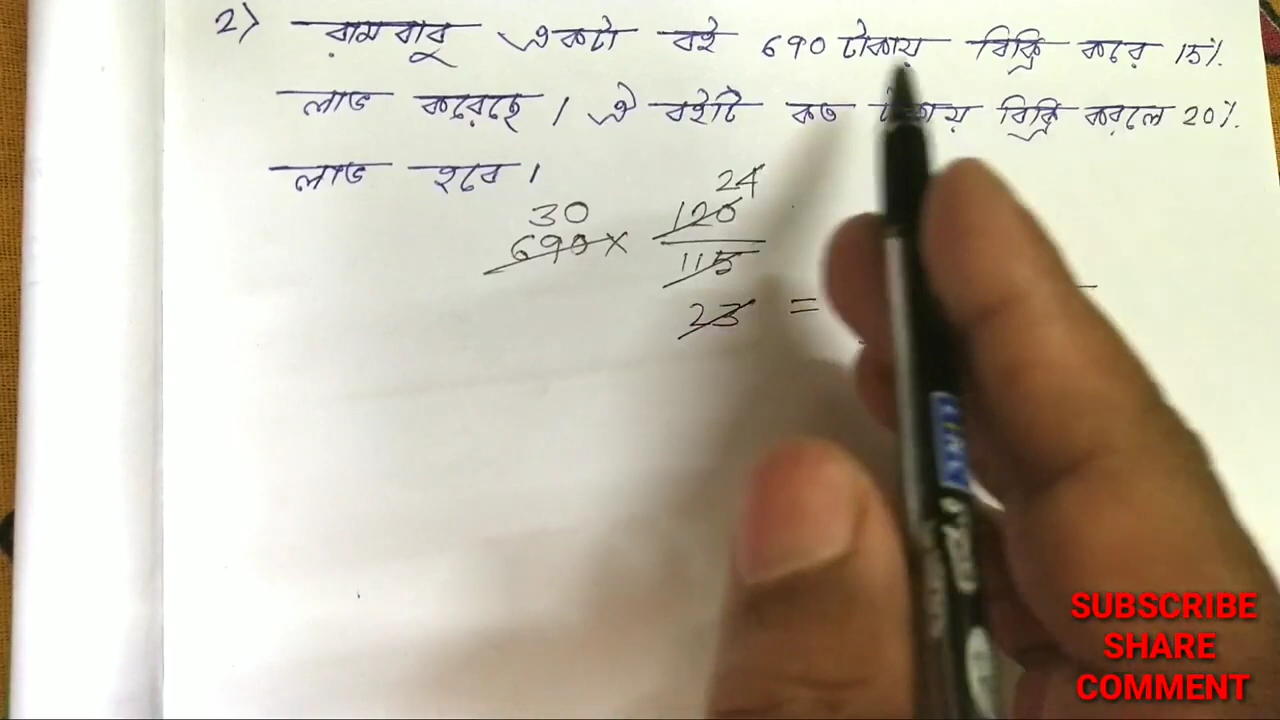 2) রামবাবু একটা বই 690 টাকায় বিক্রি করে 15%
লাভ করেছে। ঐ বইটি কত টাকায় বিক্রি করলে 20%
লাভ হবে।
24
30 120
690 ×
115
23 =
SUBSCRIBE
SHARE
COMMENT